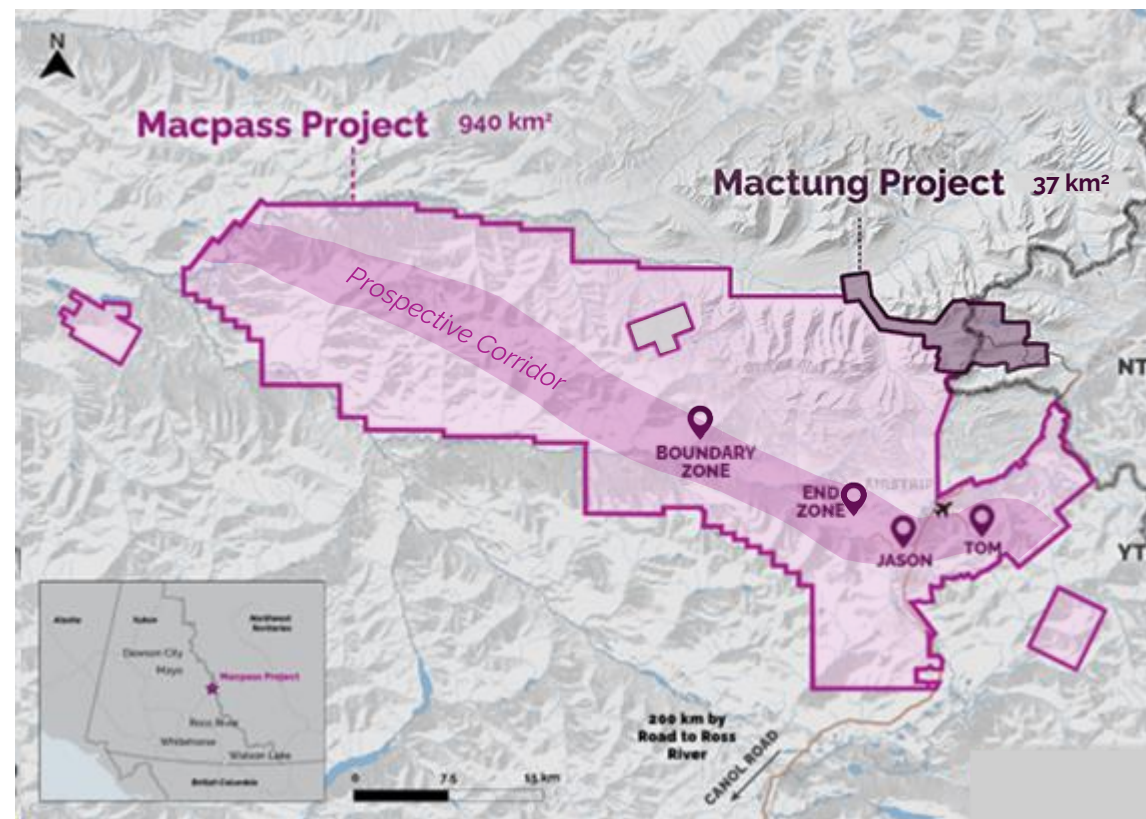 N
Macpass Project 940 km²
Mactung Project 37 km²
Prospective Corridor
BOUNDARY
ZONE
END
ZONE
AIRSTRIP
JASON
TOM
NT
YT
Alaska
Yukon
Northwest
Territories
Dawson City
Mayo
Macpass Project
Ross River
Whitehorse
Watson Lake
British Columbia
200 km by
Road to Ross
River
CANOL ROAD
0 7.5 15 km